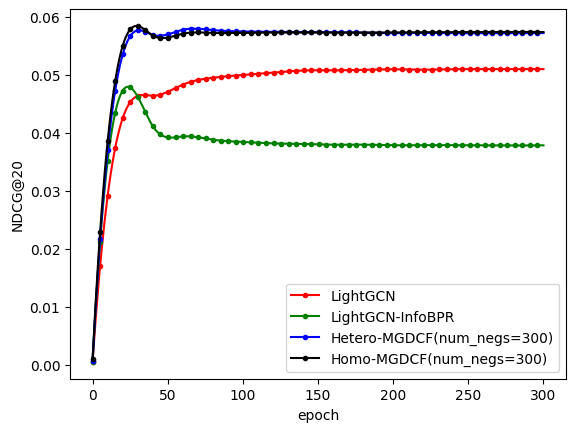 NDCG@20
0.06
0.05
0.04
0.03
0.02
0.01
0.00
0 50 100 150 200 250 300
epoch
LightGCN
LightGCN-InfoBPR
Hetero-MGDCF(num_negs=300)
Homo-MGDCF(num_negs=300)